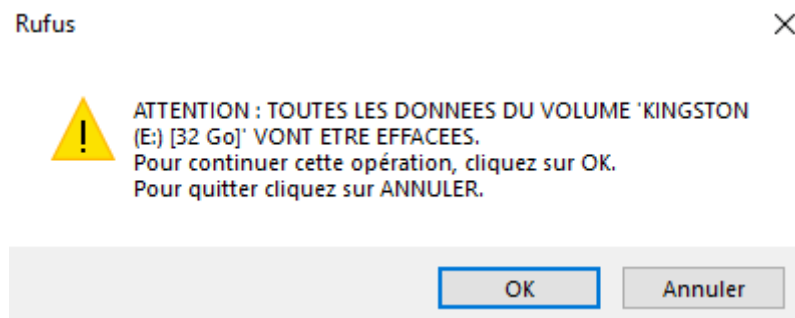 Rufus
ATTENTION : TOUTES LES DONNEES DU VOLUME 'KINGSTON
(E:) [32 Go]' VONT ETRE EFFACEES.
Pour continuer cette opération, cliquez sur OK.
Pour quitter cliquez sur ANNULER.
OK
Annuler